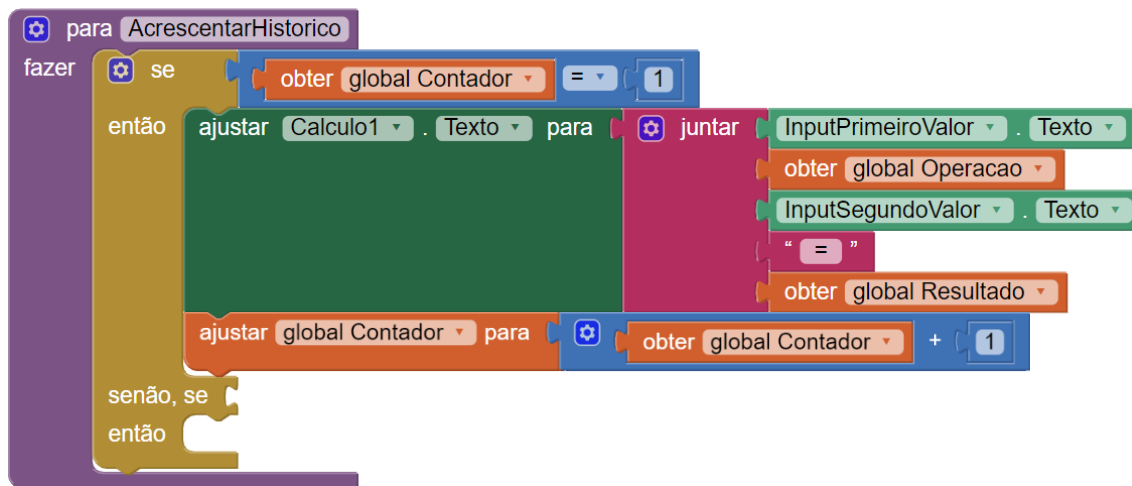 para AcrescentarHistorico
fazer se obter global Contador = 1
então ajustar Calculo1 . Texto para juntar InputPrimeiroValor . Texto
obter global Operacao
InputSegundoValor . Texto
“ = ”
obter global Resultado
ajustar global Contador para obter global Contador + 1
senão, se
então